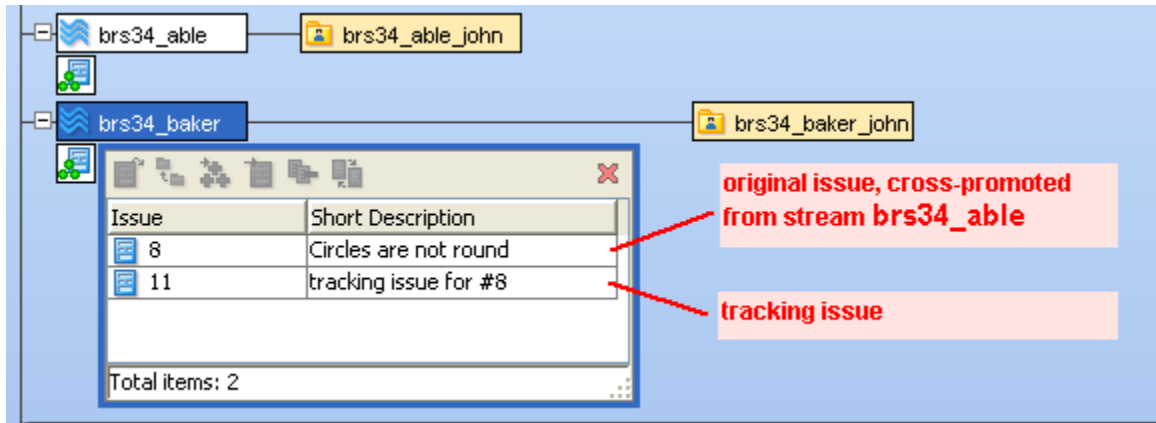 brs34_able
brs34_able_john
brs34_baker
brs34_baker_john
Issue Short Description
8 Circles are not round
11 tracking issue for #8
Total items: 2
original issue, cross-promoted
from stream brs34_able
tracking issue